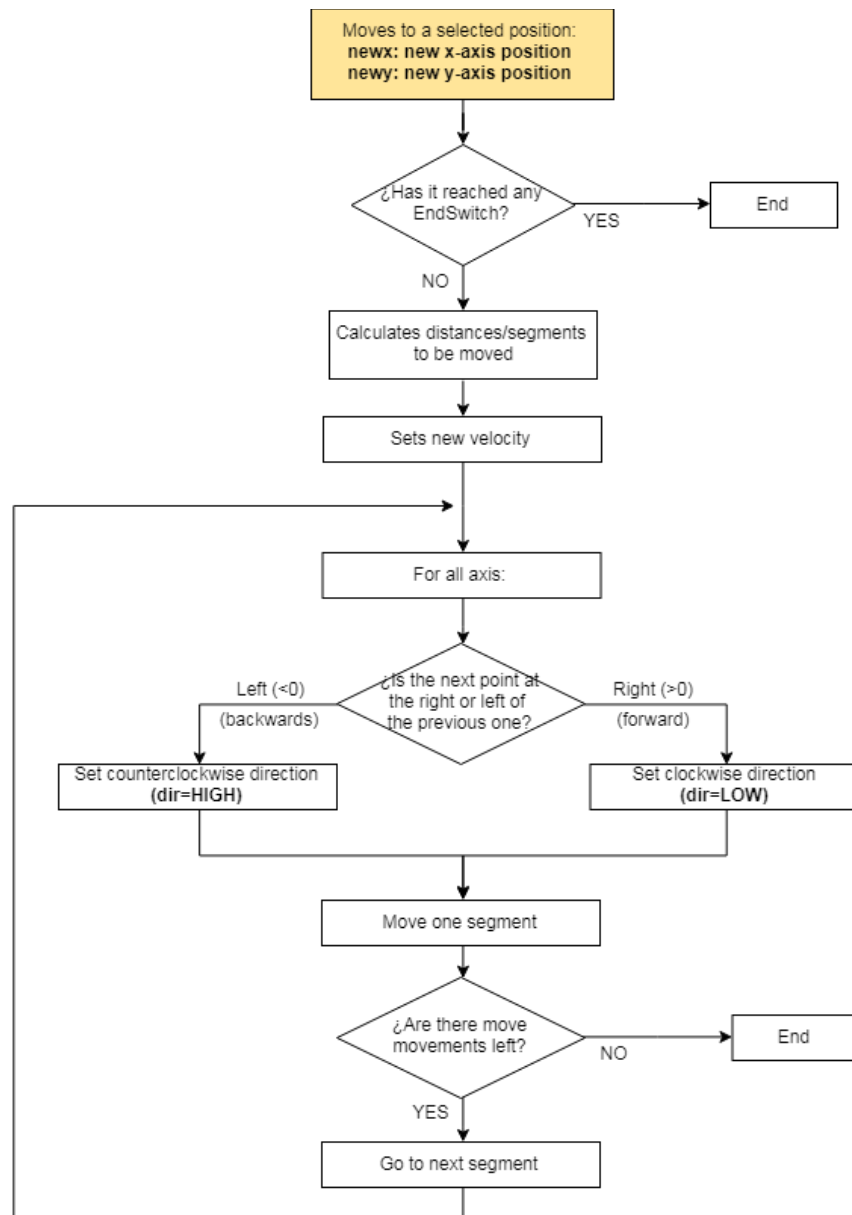 Moves to a selected position:
newx: new x-axis position
newy: new y-axis position
¿Has it reached any
EndSwitch?
YES
End
NO
Calculates distances/segments
to be moved
Sets new velocity
For all axis:
¿Is the next point at
the right or left of
the previous one?
Left (<0)
(backwards)
Right (>0)
(forward)
Set counterclockwise direction
(dir=HIGH)
Set clockwise direction
(dir=LOW)
Move one segment
¿Are there move
movements left?
NO
End
YES
Go to next segment